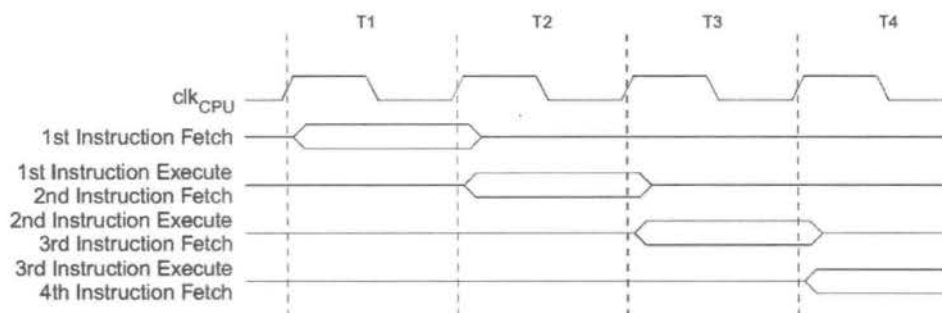 T1 T2 T3 T4
clkCPU
1st Instruction Fetch
1st Instruction Execute
2nd Instruction Fetch
2nd Instruction Execute
3rd Instruction Fetch
3rd Instruction Execute
4th Instruction Fetch